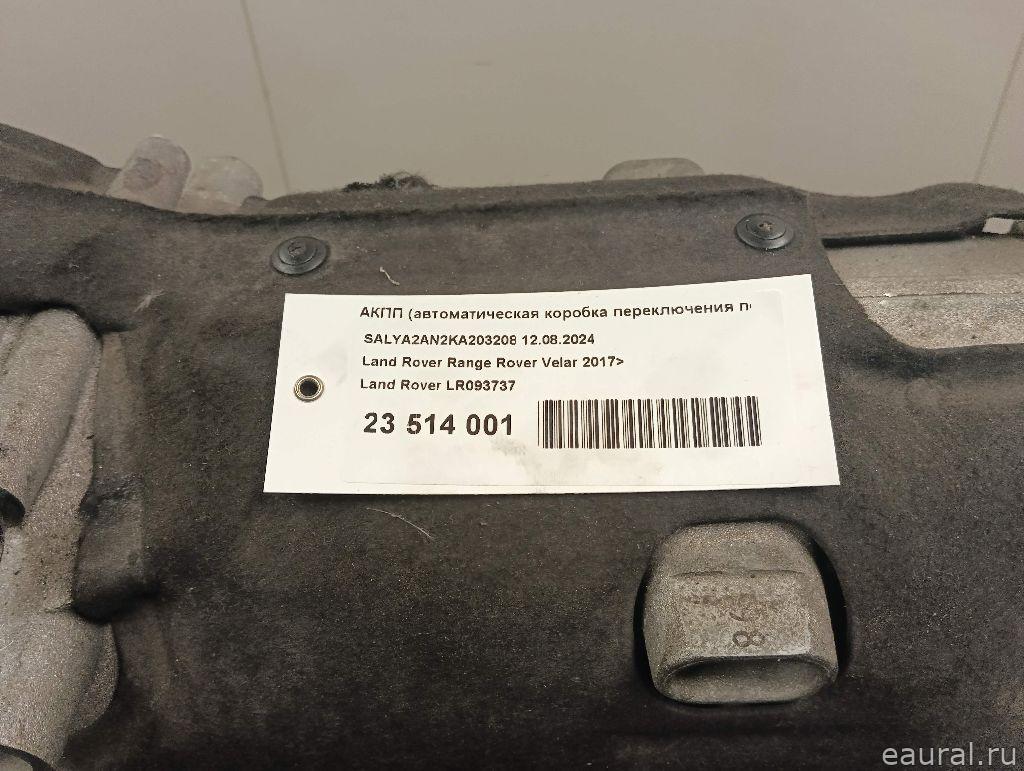 АКПП (автоматическая коробка переключения
SALYA2AN2KA203208 12.08.2024
Land Rover Range Rover Velar 2017>
Land Rover LR093737
23 514 001
8
eaural.ru